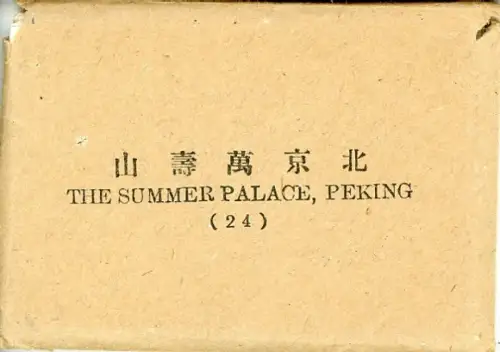 北京萬壽山
THE SUMMER PALACE, PEKING
(24)